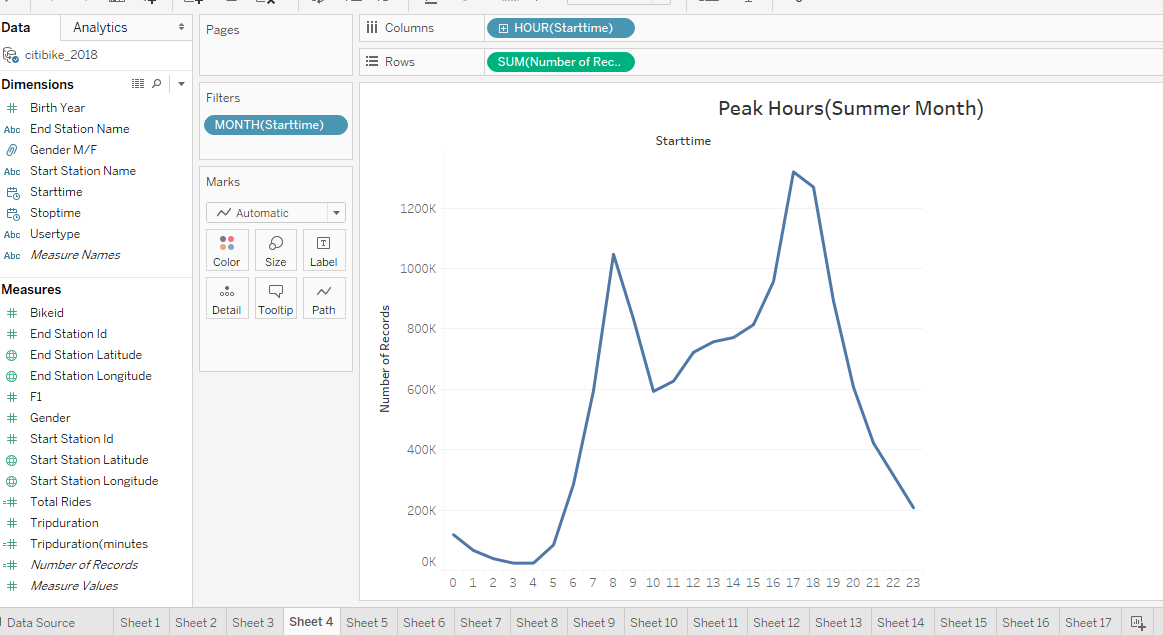 Data
Analytics
citibike_2018
Dimensions
Birth Year
Abc End Station Name
Gender M/F
Abc Start Station Name
Starttime
Stoptime
Abc Usertype
Abc Measure Names
Measures
Bikeid
End Station Id
End Station Latitude
End Station Longitude
F1
Gender
Start Station Id
Start Station Latitude
Start Station Longitude
Total Rides
Tripduration
Tripduration(minutes
Number of Records
Measure Values
Pages
Filters
MONTH(Starttime)
Marks
Automatic
Color Size Label
Detail Tooltip Path
Columns HOUR(Starttime)
Rows SUM(Number of Rec..
Peak Hours(Summer Month)
Starttime
Number of Records
1200K
1000K
800K
600K
400K
200K
0K
0 1 2 3 4 5 6 7 8 9 10 11 12 13 14 15 16 17 18 19 20 21 22 23
Data Source Sheet 1 Sheet 2 Sheet 3 Sheet 4 Sheet 5 Sheet 6 Sheet 7 Sheet 8 Sheet 9 Sheet 10 Sheet 11 Sheet 12 Sheet 13 Sheet 14 Sheet 15 Sheet 16 Sheet 17